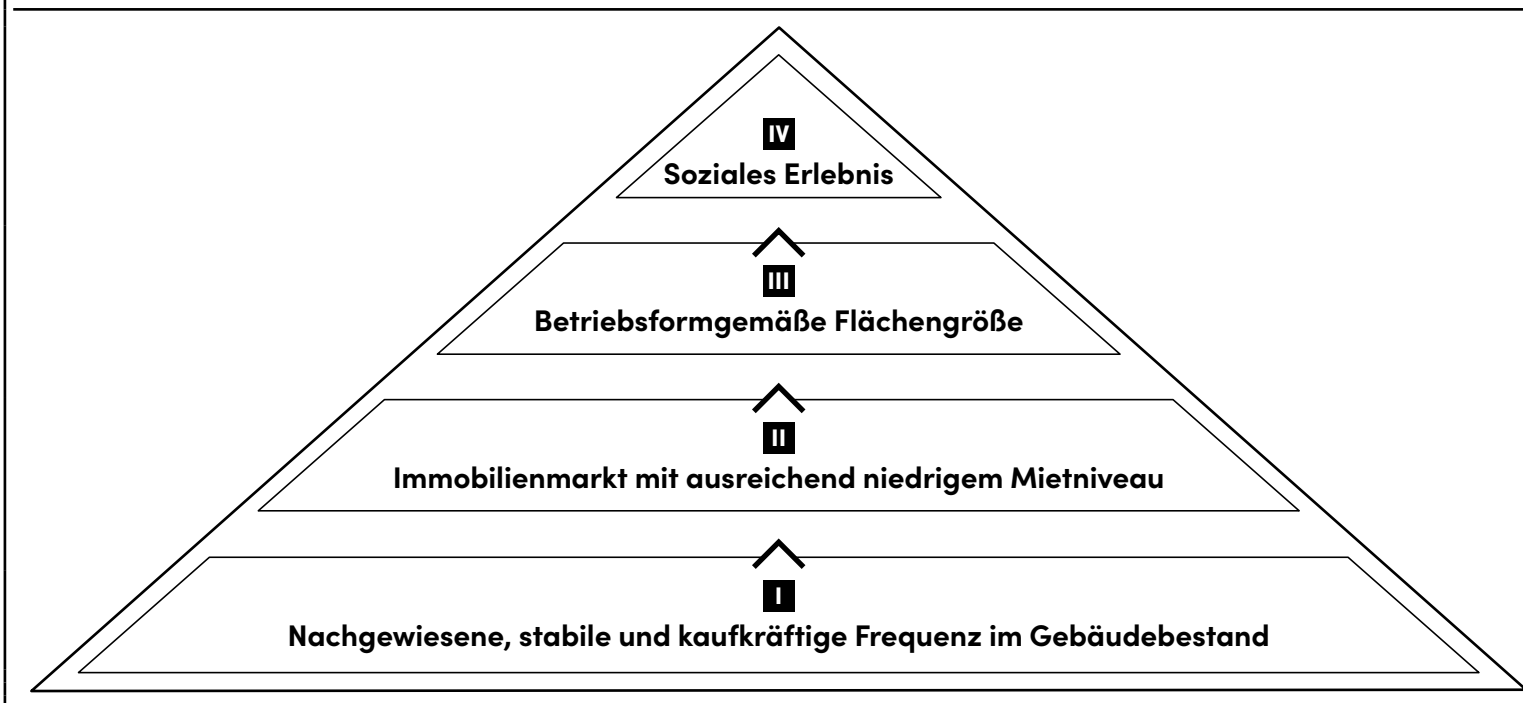 IV
Soziales Erlebnis
III
Betriebsformgemäße Flächengröße
II
Immobilienmarkt mit ausreichend niedrigem Mietniveau
I
Nachgewiesene, stabile und kaufkräftige Frequenz im Gebäudebestand